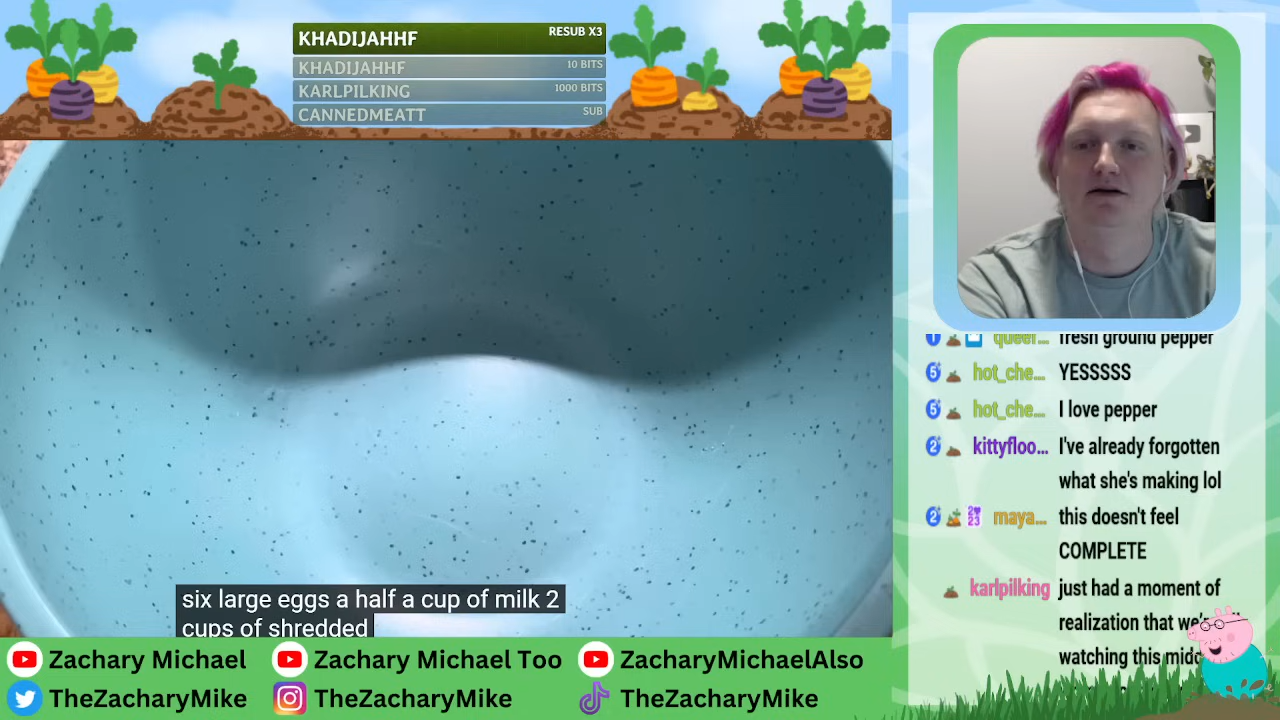 KHADIJAHHF RESUB X3
KHADIJAHHF 10 BITS
KARLPILKING 1000 BITS
CANNEDMEATT SUB
queer... fresh ground pepper
hot_che... YESSSSS
hot_che... I love pepper
kittyfloo... I've already forgotten
what she's making lol
maya... this doesn't feel
COMPLETE
karlpilking just had a moment of
realization that
watching this
six large eggs a half a cup of milk 2
cups of shredded
Zachary Michael Zachary Michael Too ZacharyMichaelAlso
TheZacharyMike TheZacharyMike TheZacharyMike